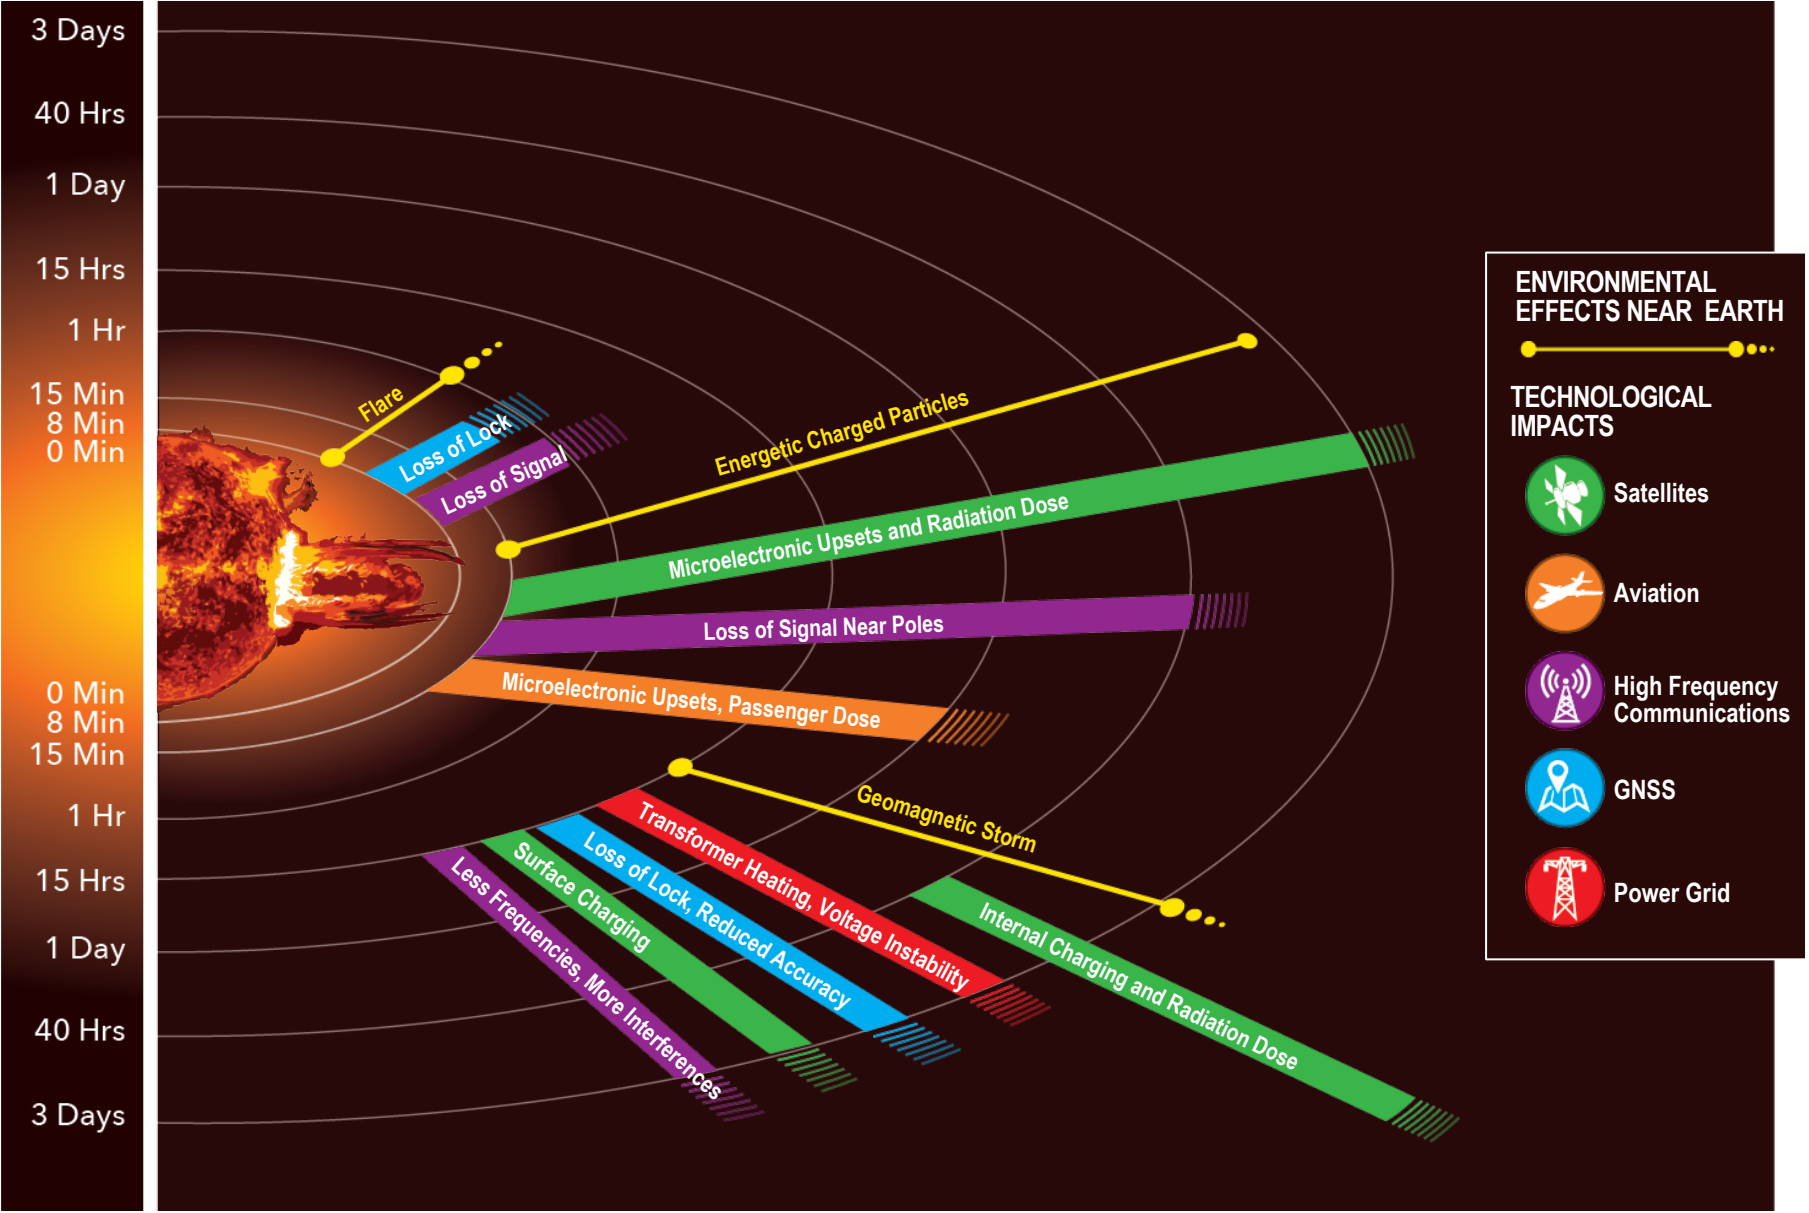 3 Days
40 Hrs
1 Day
15 Hrs
1 Hr
15 Min
8 Min
0 Min
0 Min
8 Min
15 Min
1 Hr
15 Hrs
1 Day
40 Hrs
3 Days
Flare
Loss of Lock
Loss of Signal
Energetic Charged Particles
Microelectronic Upsets and Radiation Dose
Loss of Signal Near Poles
Microelectronic Upsets, Passenger Dose
Geomagnetic Storm
Transformer Heating, Voltage Instability
Loss of Lock, Reduced Accuracy
Surface Charging
Less Frequencies, More Interferences
Internal Charging and Radiation Dose
ENVIRONMENTAL
EFFECTS NEAR EARTH
TECHNOLOGICAL
IMPACTS
Satellites
Aviation
High Frequency
Communications
GNSS
Power Grid